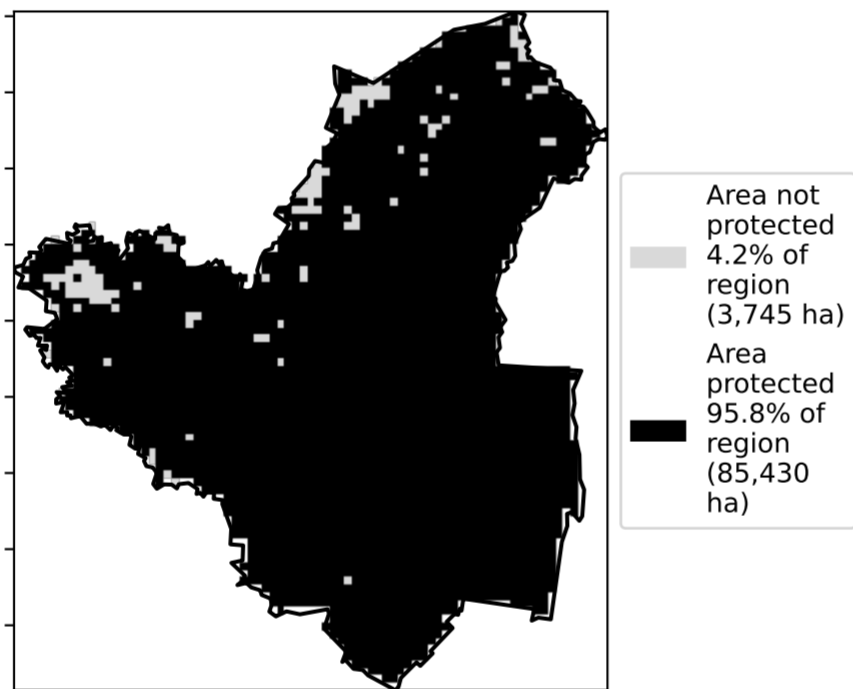 Area not
protected
4.2% of
region
(3,745 ha)
Area
protected
95.8% of
region
(85,430
ha)